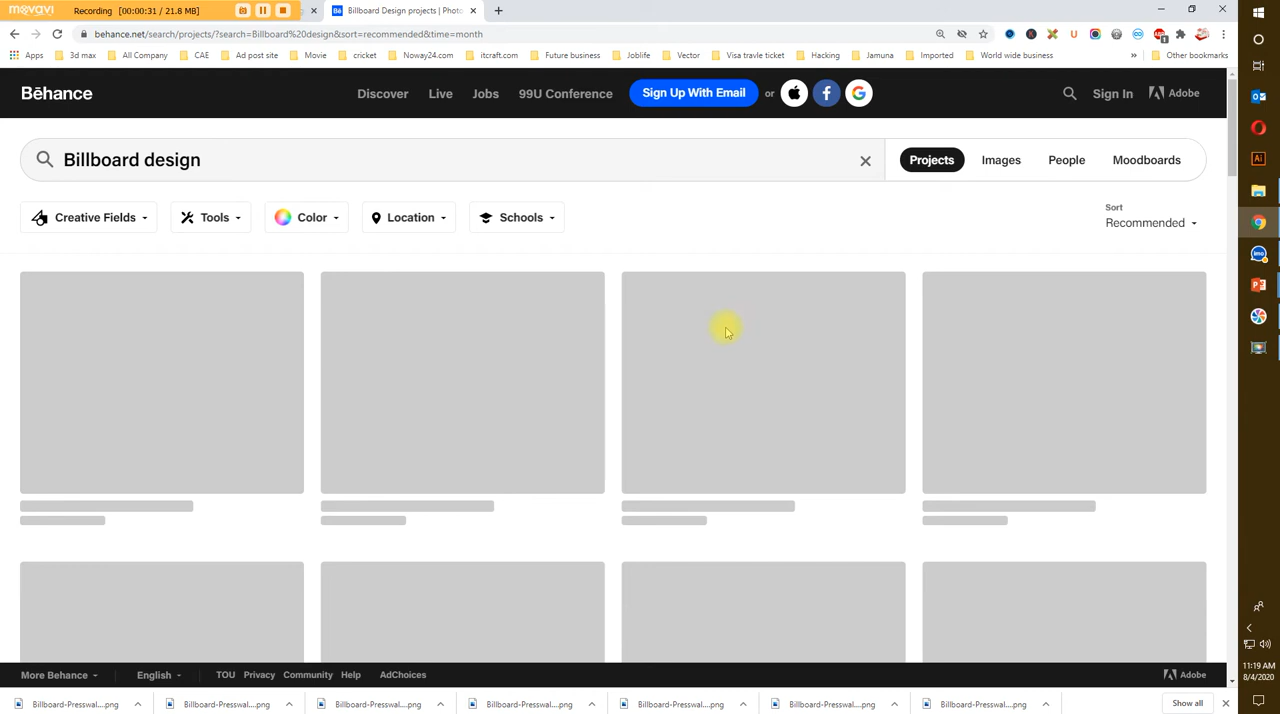 movavi Recording [00:00:31 / 21.8 MB]
Bē Billboard Design projects | Photo
behance.net/search/projects/?search=Billboard%20design&sort=recommended&time=month
Apps 3d max All Company CAE Ad post site Movie cricket Noway24.com itcraft.com Future business Joblife Vector Visa travle ticket Hacking Jamuna Imported World wide business » Other bookmarks
Bēhance Discover Live Jobs 99U Conference Sign Up With Email or Sign In Adobe
Billboard design Projects Images People Moodboards
Creative Fields Tools Color Location Schools
Sort
Recommended
More Behance English TOU Privacy Community Help AdChoices Adobe
Billboard-Presswal....png Billboard-Presswa....png Billboard-Presswal....png Billboard-Presswal....png Billboard-Presswal....png Billboard-Presswal....png Billboard-Presswa....png Show all
11:19 AM
8/4/2020